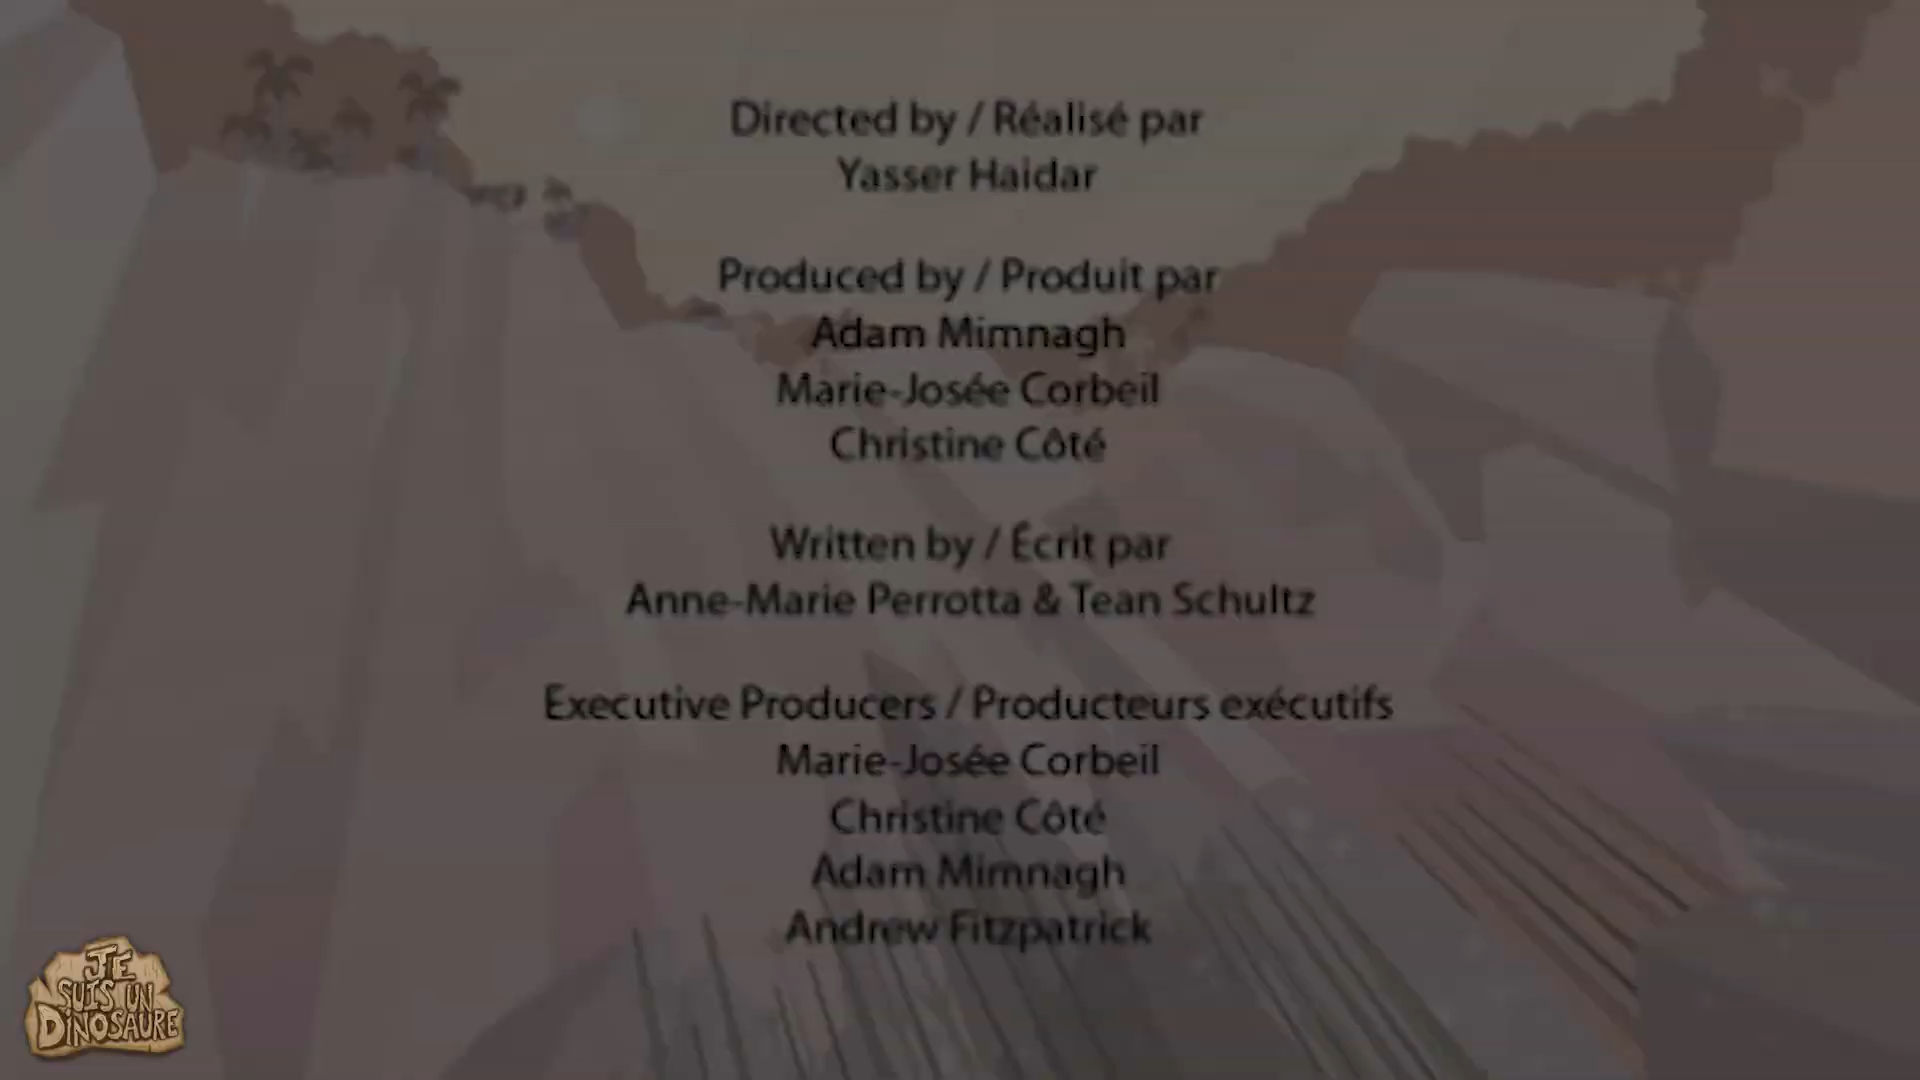 Directed by / Réalisé par
Yasser Haidar
Produced by / Produit par
Adam Mimnagh
Marie-Josée Corbeil
Christine Côté
Written by / Écrit par
Anne-Marie Perrotta & Tean Schultz
Executive Producers / Producteurs exécutifs
Marie-Josée Corbeil
Christine Côté
Adam Mimnagh
Andrew Fitzpatrick
JE
SUIS UN
DINOSAURE